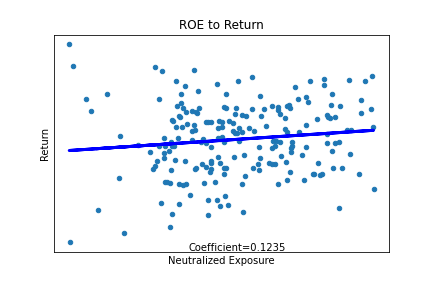 ROE to Return
Return
Coefficient=0.1235
Neutralized Exposure